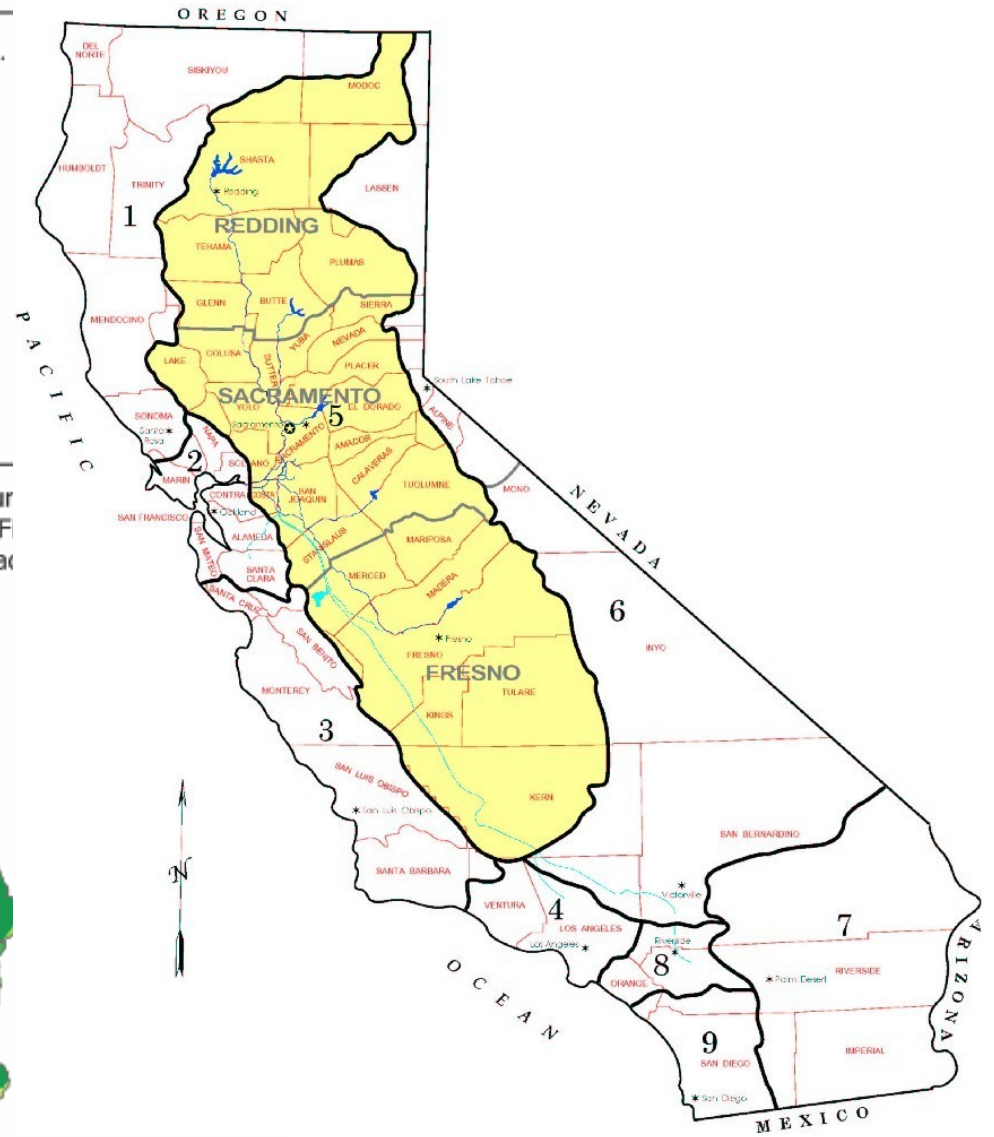 OREGON
DEL
NORTE
SISKIYOU
MODOC
HUMBOLDT
TRINITY
SHASTA
Redding
LASSEN
1
REDDING
TEHAMA
PLUMAS
GLENN
BUTTE
SIERRA
MENDOCINO
LAKE
COLUSA
SUTTER
YUBA
NEVADA
PLACER
South Lake Tahoe
SACRAMENTO
YOLO
EL DORADO
5
ALPINE
SONOMA
Santa
Rosa
NAPA
Sacramento
SACRAMENTO
AMADOR
2
SOLANO
CALAVERAS
MARIN
TUOLUMNE
CONTRA COSTA
SAN
JOAQUIN
MONO
SAN FRANCISCO
Oakland
ALAMEDA
STANISLAUS
MARIPOSA
SAN MATEO
SANTA
CLARA
MERCED
MADERA
SANTA CRUZ
SAN BENITO
Fresno
FRESNO
FRESNO
6
INYO
MONTEREY
TULARE
KINGS
3
SAN LUIS OBISPO
San Luis Obispo
KERN
SAN BERNARDINO
SANTA BARBARA
VENTURA
4
LOS ANGELES
Los Angeles
Victorville
Riverside
8
ORANGE
7
RIVERSIDE
Palm Desert
9
SAN DIEGO
IMPERIAL
San Diego
PACIFIC
OCEAN
NEVADA
ARIZONA
MEXICO
N